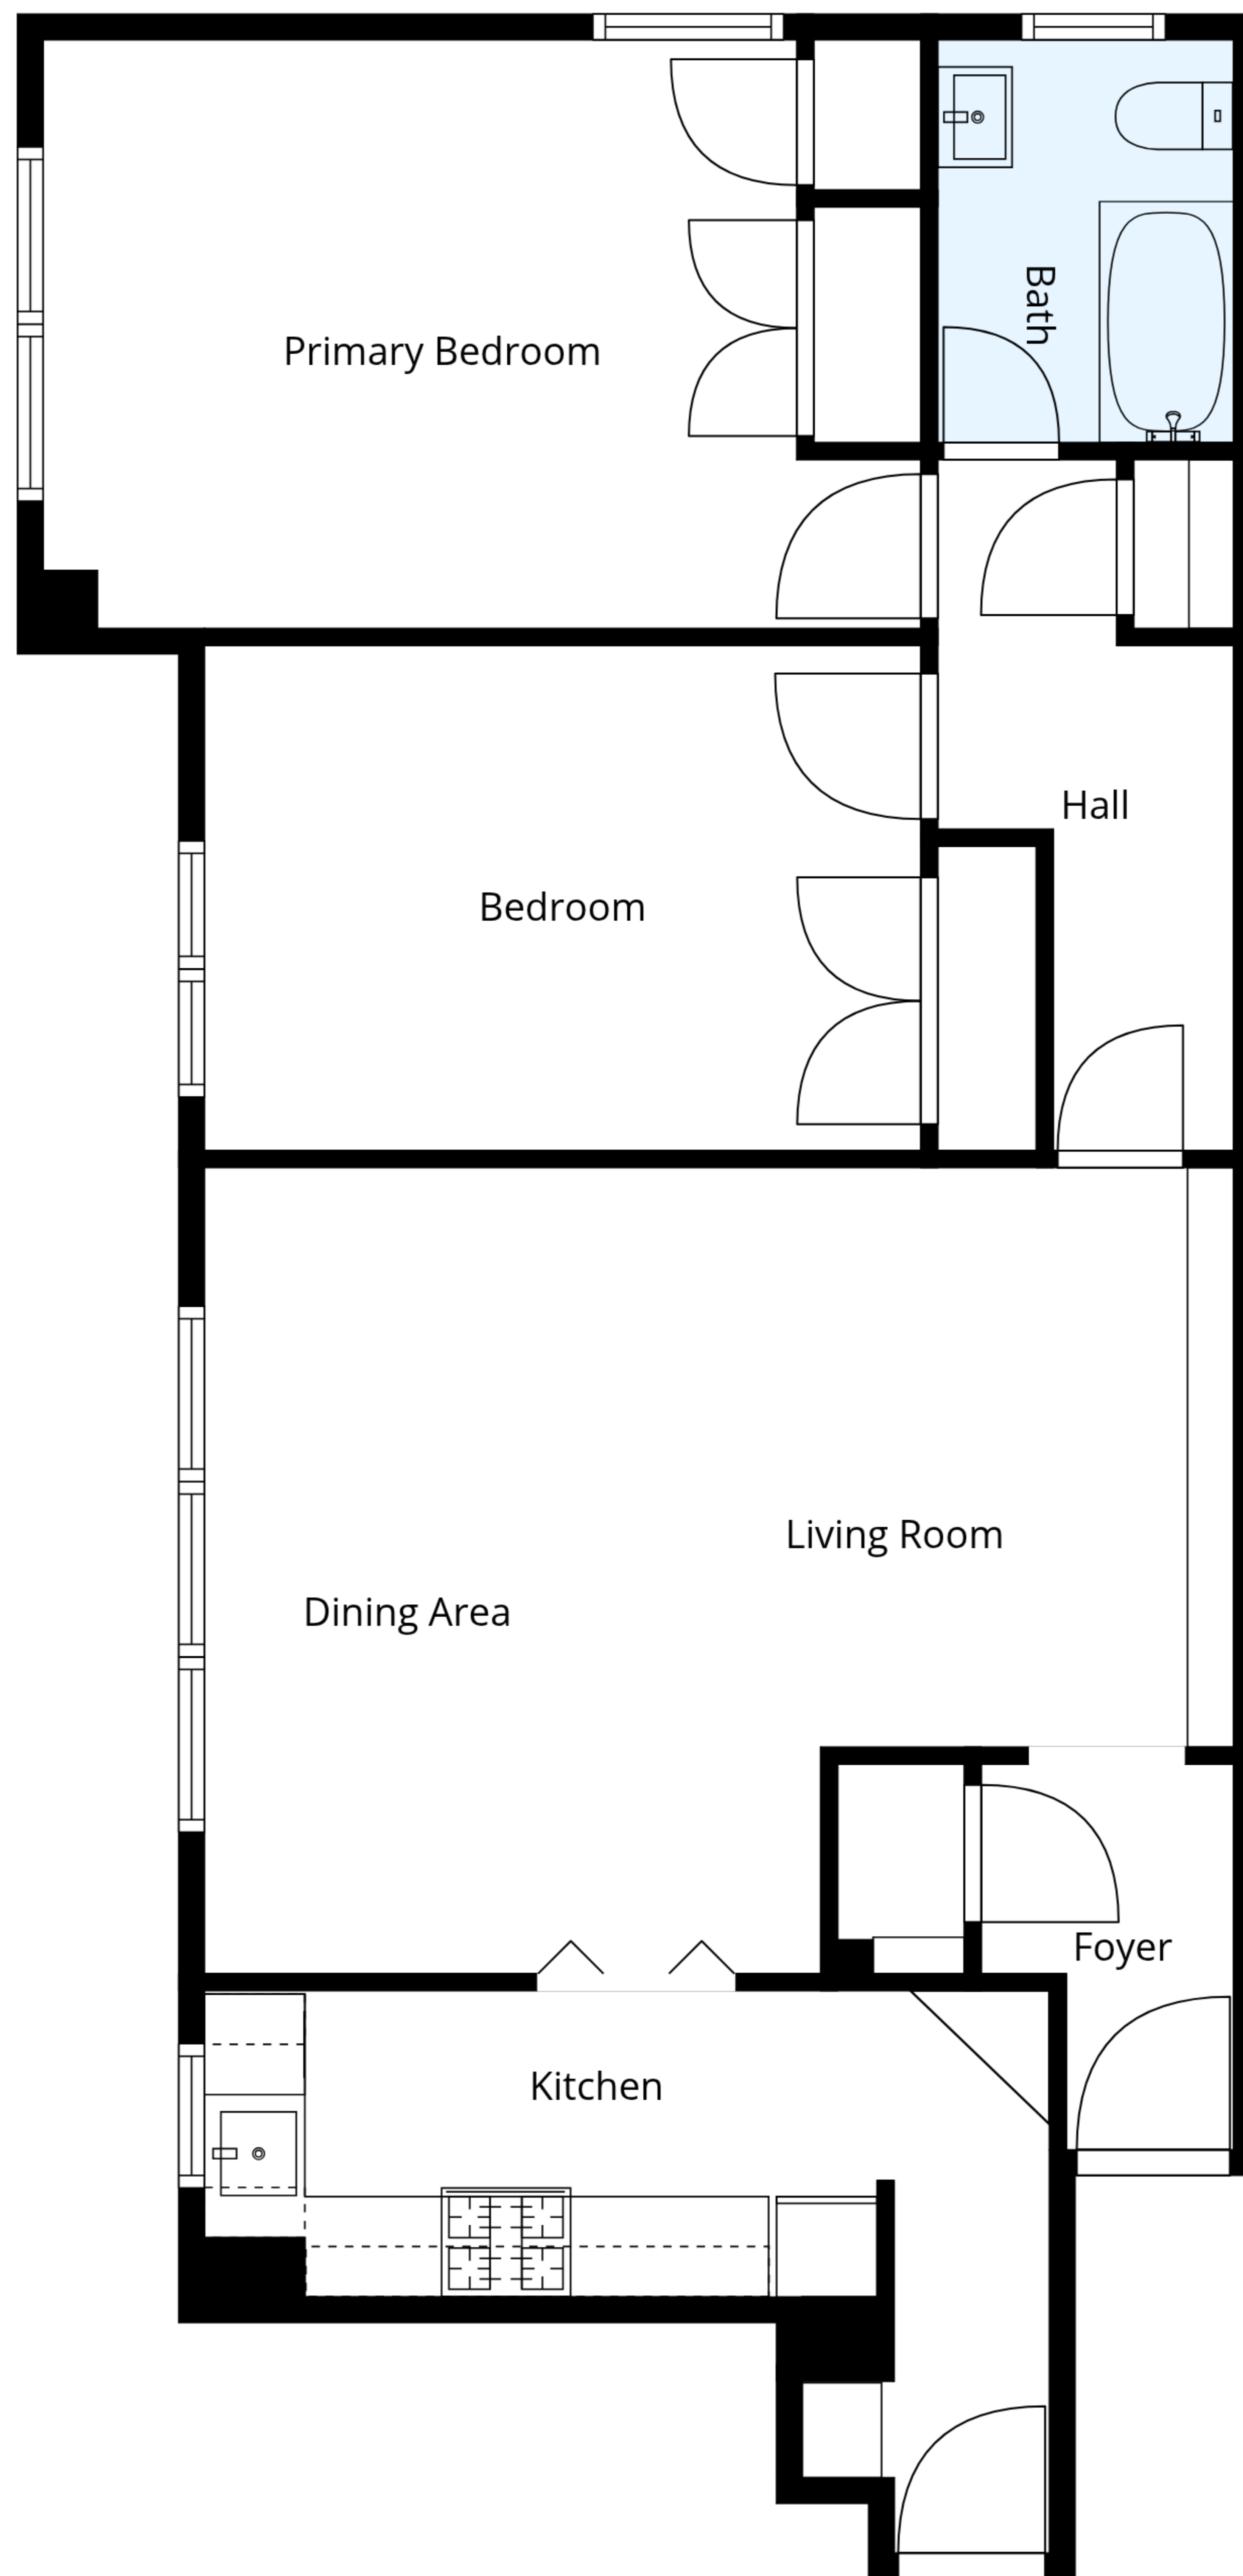 Bath
Primary Bedroom
Hall
Bedroom
Living Room
Dining Area
Foyer
Kitchen